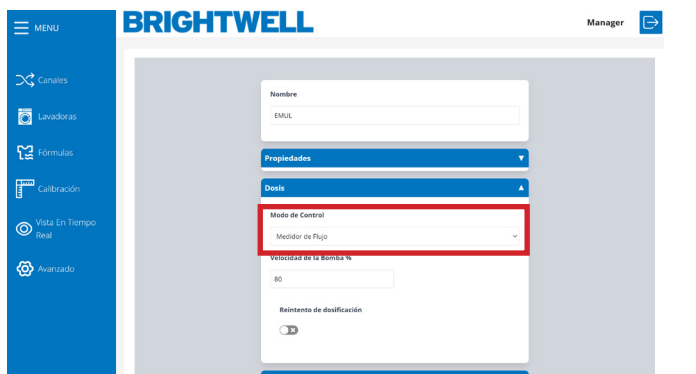 MENU
BRIGHTWELL
Manager
Canales
Lavadoras
Fórmulas
Calibración
Vista En Tiempo
Real
Avanzado
Nombre
EMUL
Propiedades
Dosis
Modo de Control
Medidor de Flujo
Velocidad de la Bomba %
80
Reintento de dosificación